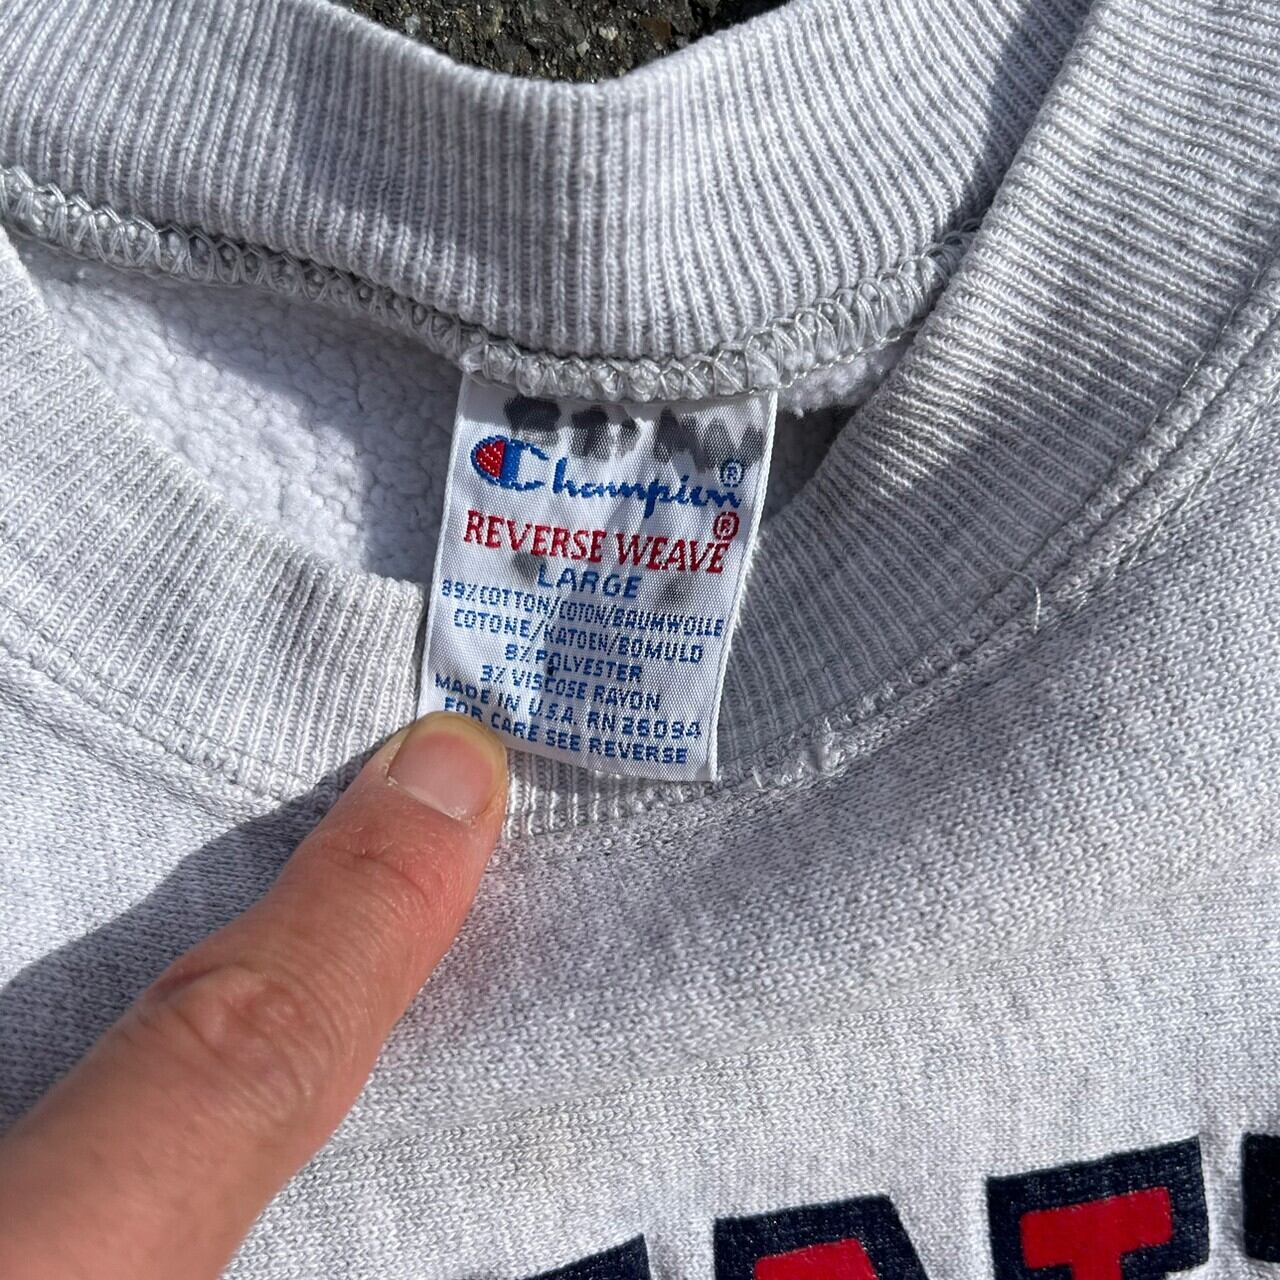 Champion®
REVERSE WEAVE®
LARGE
89%COTTON/COTON/BAUMWOLLE
COTONE/KATOEN/BOMULD
8% POLYESTER
3% VISCOSE RAYON
MADE IN U.S.A. RN 26094
FOR CARE SEE REVERSE